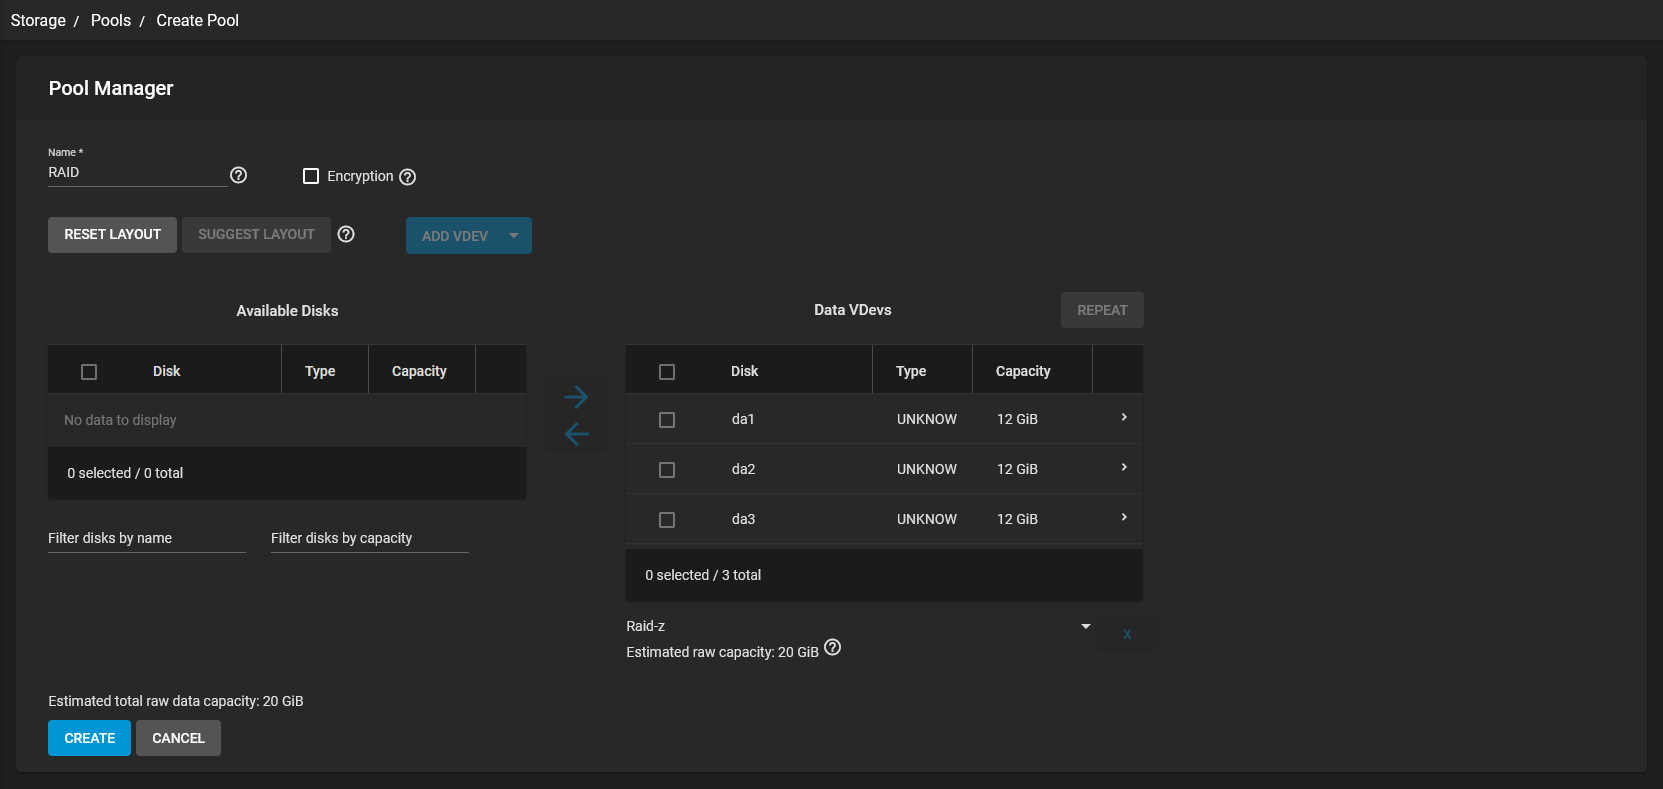 Storage / Pools / Create Pool
Pool Manager
Name *
RAID
Encryption
RESET LAYOUT SUGGEST LAYOUT ADD VDEV
Available Disks
Disk Type Capacity
No data to display
0 selected / 0 total
Filter disks by name Filter disks by capacity
Data VDevs REPEAT
Disk Type Capacity
da1 UNKNOW 12 GiB
da2 UNKNOW 12 GiB
da3 UNKNOW 12 GiB
0 selected / 3 total
Raid-z X
Estimated raw capacity: 20 GiB
Estimated total raw data capacity: 20 GiB
CREATE CANCEL